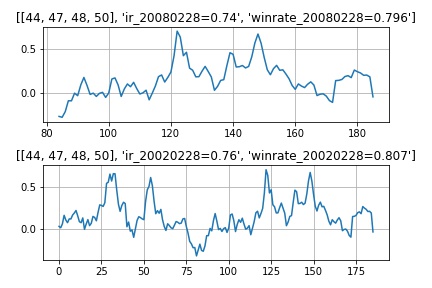 [[44, 47, 48, 50], 'ir_20080228=0.74', 'winrate_20080228=0.796']
0.5
0.0
80 100 120 140 160 180
[[44, 47, 48, 50], 'ir_20020228=0.76', 'winrate_20020228=0.807']
0.5
0.0
0 25 50 75 100 125 150 175